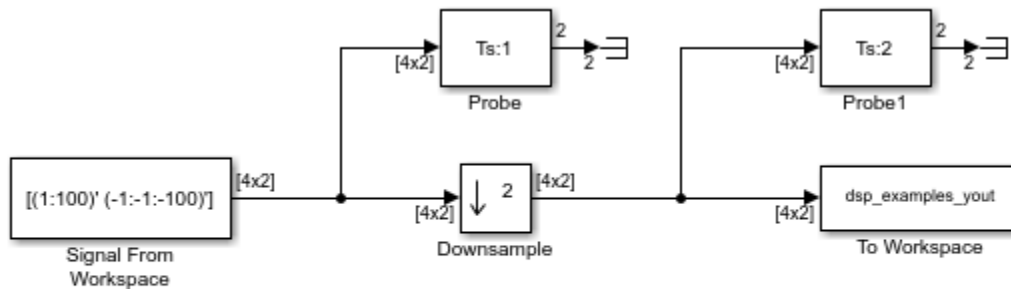 Ts:1
2
[4x2]
2
Probe
Ts:2
2
[4x2]
2
Probe1
[(1:100)' (-1:-1:-100)']
[4x2]
Signal From
Workspace
[4x2]
2
[4x2]
Downsample
[4x2]
dsp_examples_yout
To Workspace